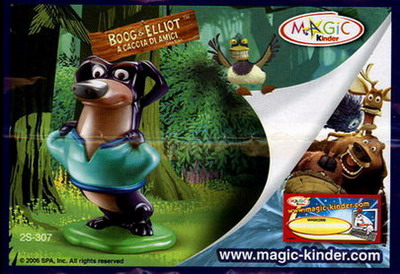 BOOG & ELLIOT
A CACCIA DI AMICI
MAGiC
Kinder
www.magic-kinder.com
2S-307
© 2006 SPA, Inc. All rights reserved
www.magic-kinder.com